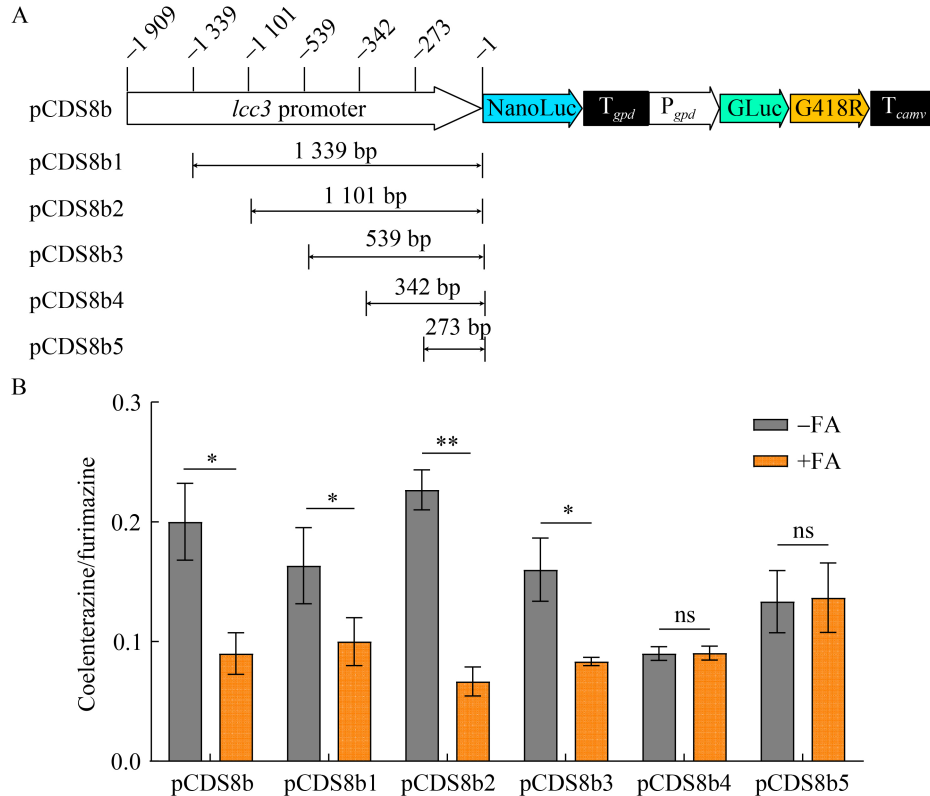 A
−1 909
−1 339
−1 101
−539
−342
−273
−1
pCDS8b
lcc3 promoter
NanoLuc
Tgpd
Pgpd
GLuc
G418R
Tcamv
pCDS8b1
1 339 bp
pCDS8b2
1 101 bp
pCDS8b3
539 bp
pCDS8b4
342 bp
pCDS8b5
273 bp
B
Coelenterazine/furimazine
0.3
0.2
0.1
0.0
−FA
+FA
*
*
**
*
ns
ns
pCDS8b
pCDS8b1
pCDS8b2
pCDS8b3
pCDS8b4
pCDS8b5